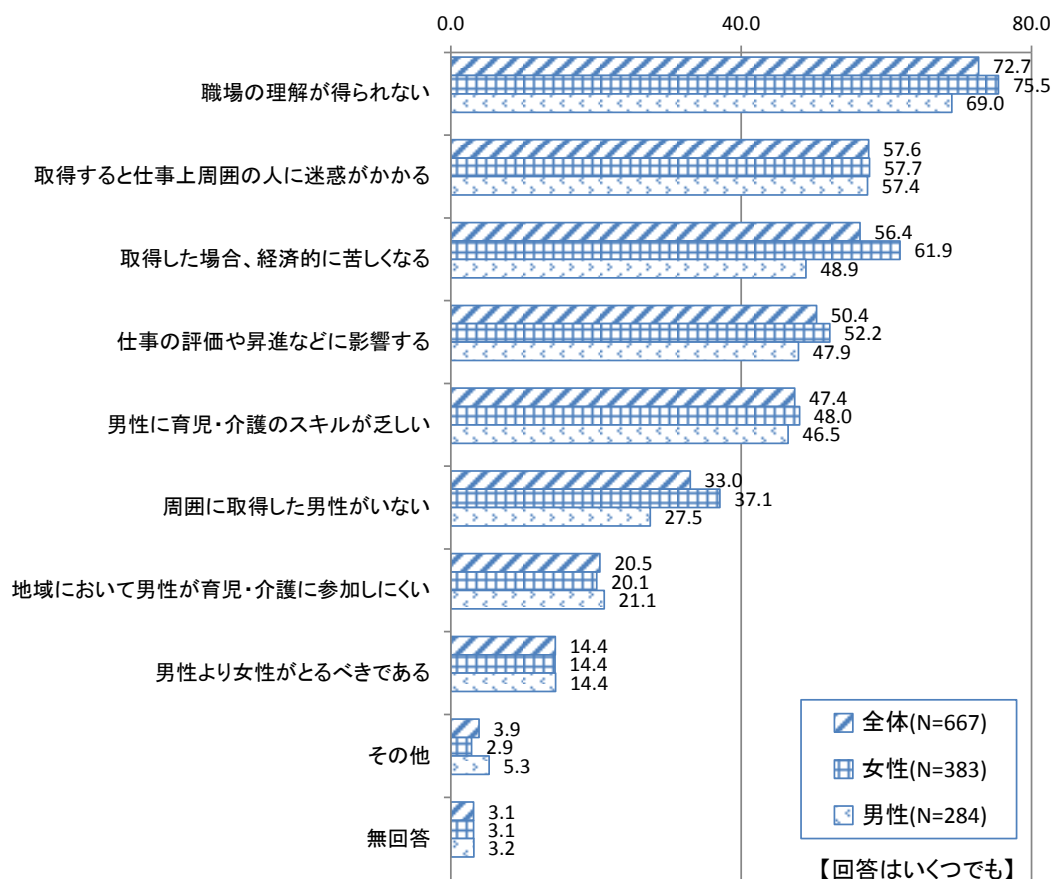 0.0 40.0 80.0
職場の理解が得られない
72.7
75.5
69.0
取得すると仕事上周囲の人に迷惑がかかる
57.6
57.7
57.4
取得した場合、経済的に苦しくなる
56.4
61.9
48.9
仕事の評価や昇進などに影響する
50.4
52.2
47.9
男性に育児・介護のスキルが乏しい
47.4
48.0
46.5
周囲に取得した男性がいない
33.0
37.1
27.5
地域において男性が育児・介護に参加しにくい
20.5
20.1
21.1
男性より女性がとるべきである
14.4
14.4
14.4
その他
3.9
2.9
5.3
無回答
3.1
3.1
3.2
全体(N=667)
女性(N=383)
男性(N=284)
【回答はいくつでも】